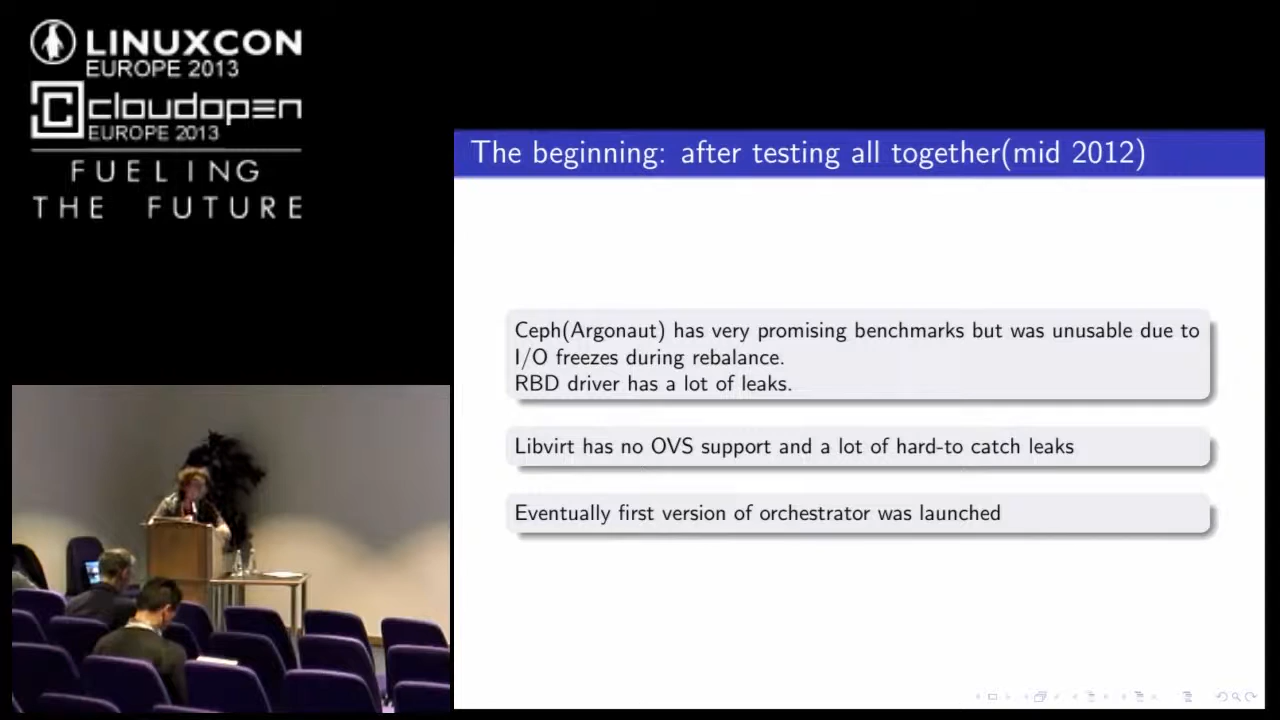 LINUXCON
EUROPE 2013
cloudopen
EUROPE 2013
FUELING
THE FUTURE
The beginning: after testing all together(mid 2012)
Ceph(Argonaut) has very promising benchmarks but was unusable due to
I/O freezes during rebalance.
RBD driver has a lot of leaks.
Libvirt has no OVS support and a lot of hard-to catch leaks
Eventually first version of orchestrator was launched